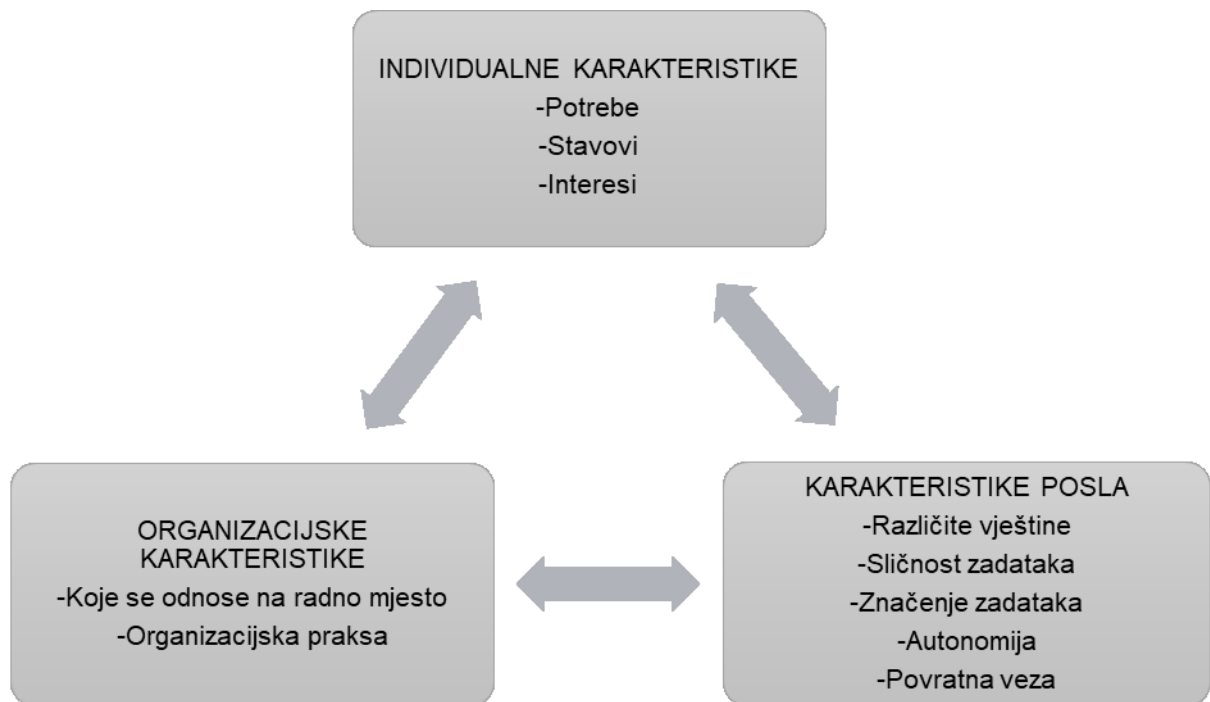 INDIVIDUALNE KARAKTERISTIKE
-Potrebe
-Stavovi
-Interesi
ORGANIZACIJSKE
KARAKTERISTIKE
-Koje se odnose na radno mjesto
-Organizacijska praksa
KARAKTERISTIKE POSLA
-Različite vještine
-Sličnost zadataka
-Značenje zadataka
-Autonomija
-Povratna veza